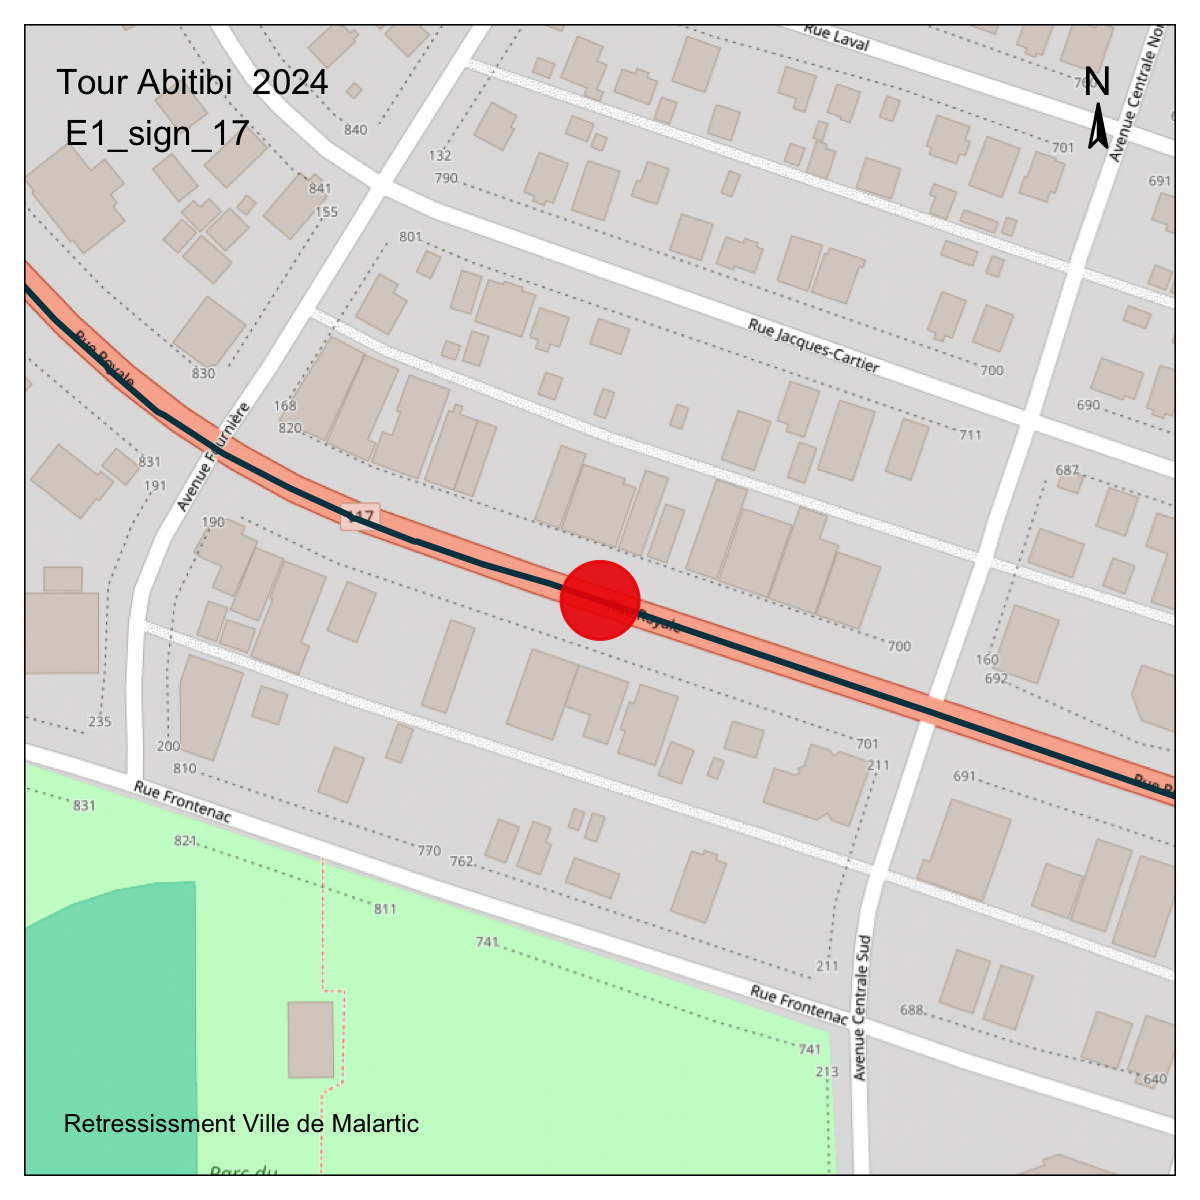 Tour Abitibi  2024
E1_sign_17
N
Rue Laval
Avenue Centrale
760
701
691
840
132
790
841
155
801
Rue Jacques-Cartier
700
690
711
687
Rue Royale
830
168
820
Avenue Fournière
831
191
190
117
Rue Royale
700
160
692
701
211
691
235
200
810
831
Rue Frontenac
821
770
762
811
741
211
Rue Frontenac
Avenue Centrale Sud
688
741
213
640
Retressissment Ville de Malartic
Parc du